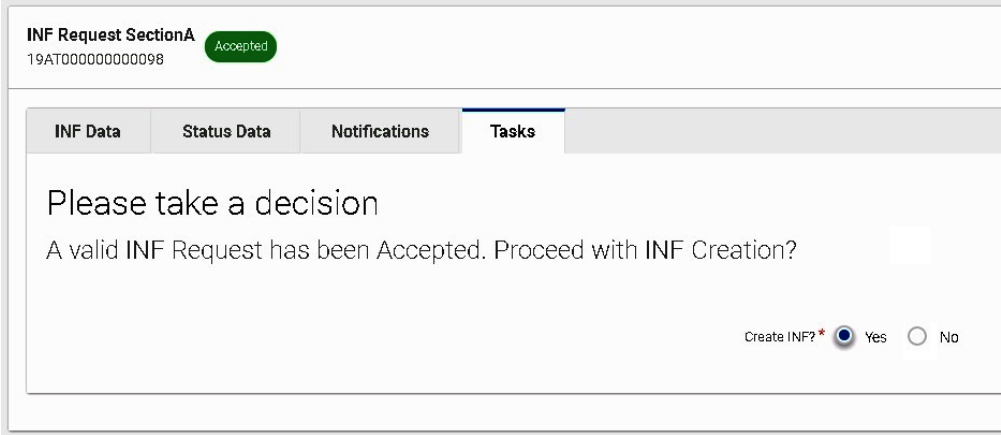 INF Request SectionA
Accepted
19AT000000000098
INF Data Status Data Notifications Tasks
Please take a decision
A valid INF Request has been Accepted. Proceed with INF Creation?
Create INF?* Yes No